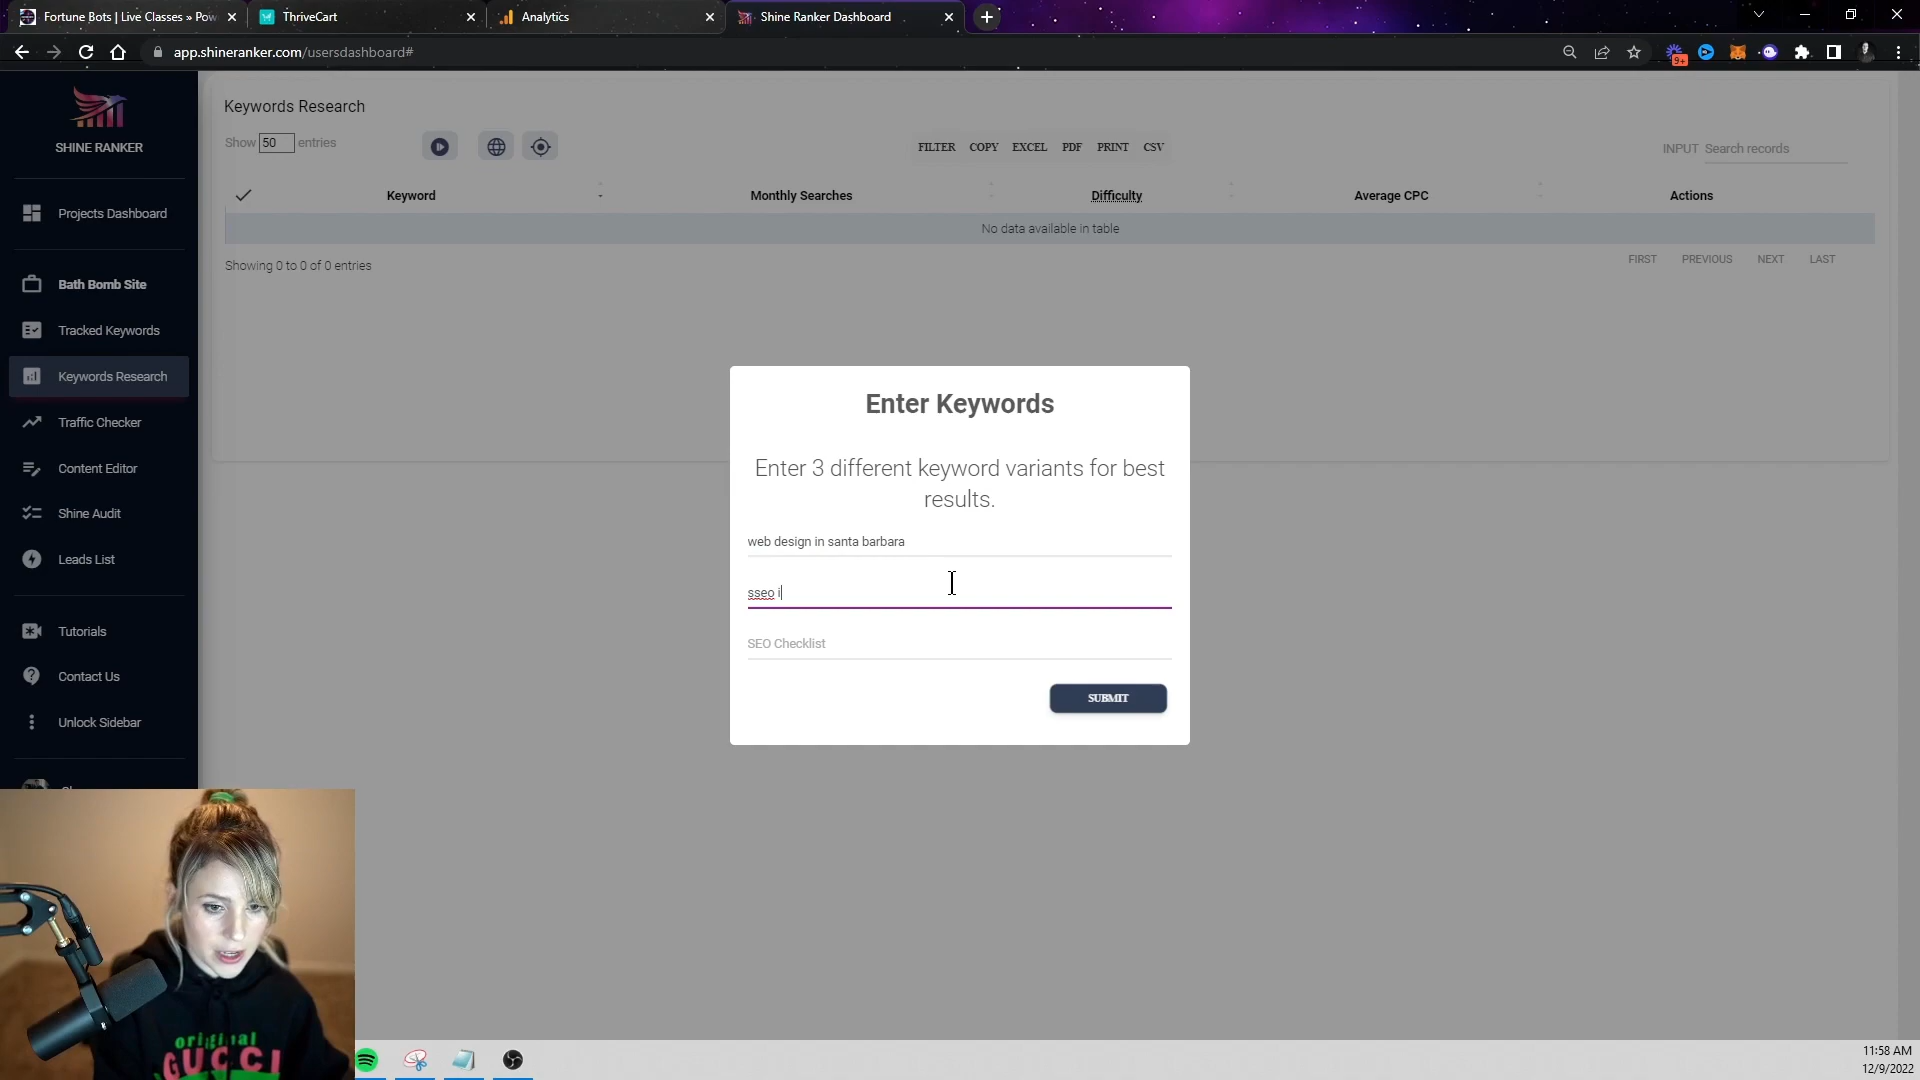 Fortune Bots | Live Classes » Pow
ThriveCart
Analytics
Shine Ranker Dashboard
app.shineranker.com/usersdashboard#
9+
SHINE RANKER
Projects Dashboard
Bath Bomb Site
Tracked Keywords
Keywords Research
Traffic Checker
Content Editor
Shine Audit
Leads List
Tutorials
Contact Us
Unlock Sidebar
Keywords Research
Show 50 entries
FILTER COPY EXCEL PDF PRINT CSV
INPUT Search records
Keyword Monthly Searches Difficulty Average CPC Actions
No data available in table
Showing 0 to 0 of 0 entries
FIRST PREVIOUS NEXT LAST
Enter Keywords
Enter 3 different keyword variants for best
results.
web design in santa barbara
sseo i
SEO Checklist
SUBMIT
original
GUCCI
11:58 AM
12/9/2022